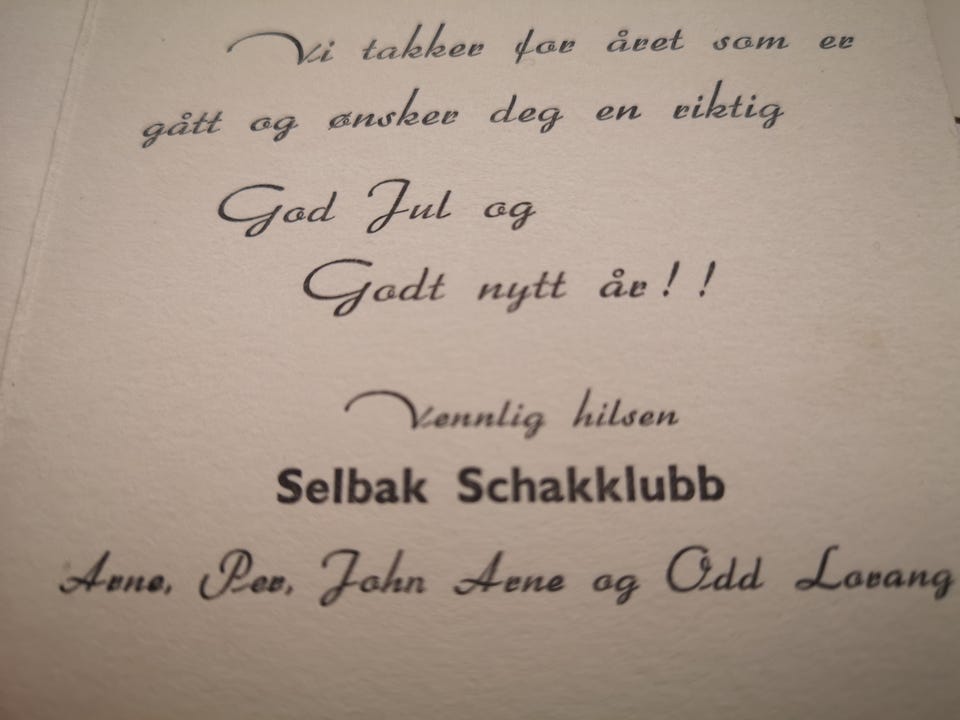 Vi takker for året som er
gått og ønsker deg en riktig
God Jul og
Godt nytt år!!
Vennlig hilsen
Selbak Schakklubb
Arne, Per, John Arne og Odd Lorang